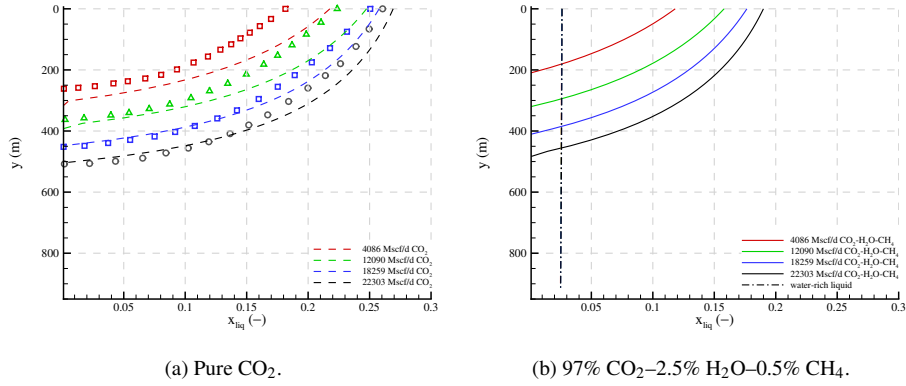 0
200
400
600
800
y (m)
0.05
0.1
0.15
0.2
0.25
0.3
x_liq (–)
4086 Mscf/d CO₂
12090 Mscf/d CO₂
18259 Mscf/d CO₂
22303 Mscf/d CO₂
(a) Pure CO₂.
0
200
400
600
800
y (m)
0.05
0.1
0.15
0.2
0.25
0.3
x_liq (–)
4086 Mscf/d CO₂-H₂O-CH₄
12090 Mscf/d CO₂-H₂O-CH₄
18259 Mscf/d CO₂-H₂O-CH₄
22303 Mscf/d CO₂-H₂O-CH₄
water-rich liquid
(b) 97% CO₂–2.5% H₂O–0.5% CH₄.